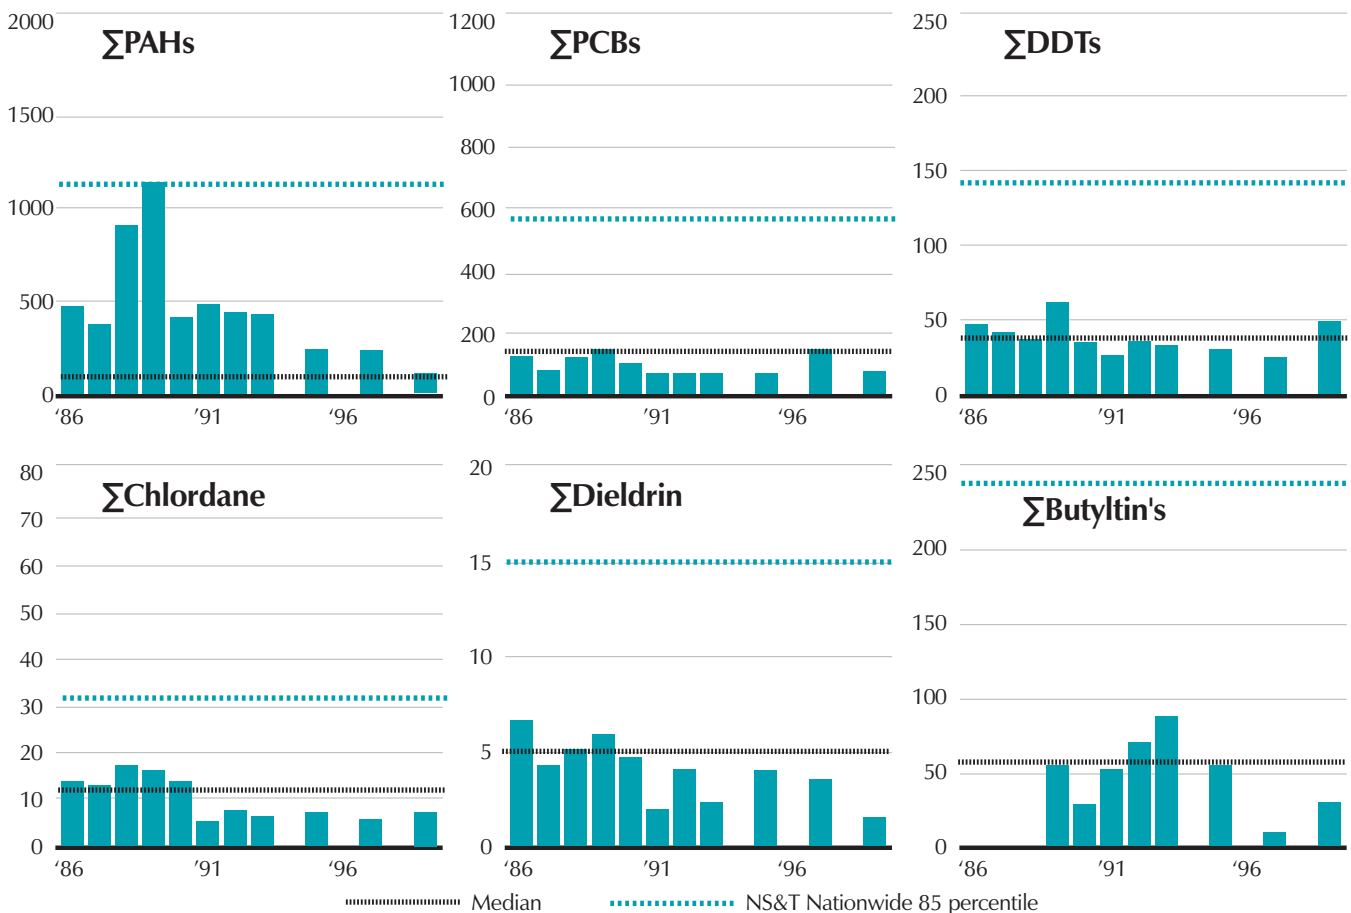 ∑PAHs
2000
1500
1000
500
0
‘86 ‘91 ‘96
∑PCBs
1200
1000
800
600
400
200
0
‘86 ‘91 ‘96
∑DDTs
250
200
150
100
50
0
‘86 ‘91 ‘96
∑Chlordane
80
70
60
50
40
30
20
10
0
‘86 ‘91 ‘96
∑Dieldrin
20
15
10
5
0
‘86 ‘91 ‘96
∑Butyltin's
250
200
150
100
50
0
‘86 ‘91 ‘96
Median NS&T Nationwide 85 percentile